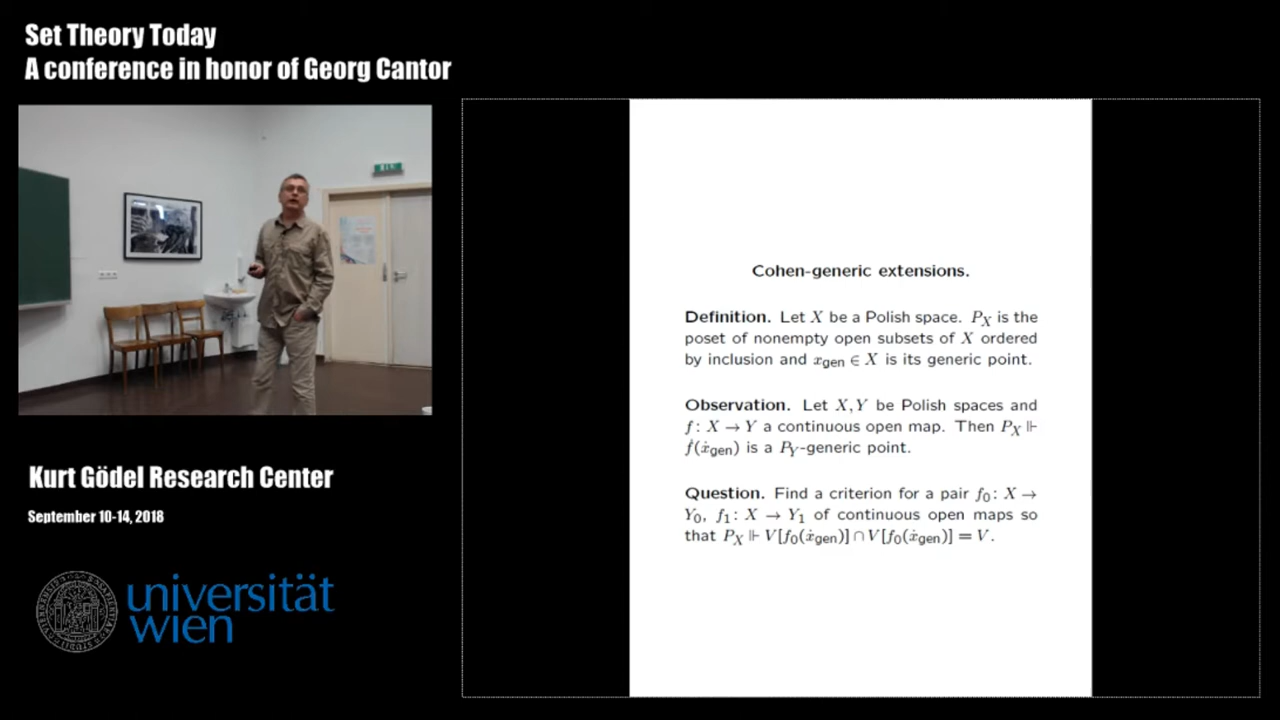 Set Theory Today
A conference in honor of Georg Cantor
Cohen-generic extensions.
Definition. Let X be a Polish space. P_X is the
poset of nonempty open subsets of X ordered
by inclusion and x_gen ∈ X is its generic point.
Observation. Let X, Y be Polish spaces and
f: X → Y a continuous open map. Then P_X ⊩
ḟ(ẋ_gen) is a P_Y-generic point.
Question. Find a criterion for a pair f_0: X →
Y_0, f_1: X → Y_1 of continuous open maps so
that P_X ⊩ V[f_0(ẋ_gen)] ∩ V[f_0(ẋ_gen)] = V.
Kurt Gödel Research Center
September 10-14, 2018
universität
wien